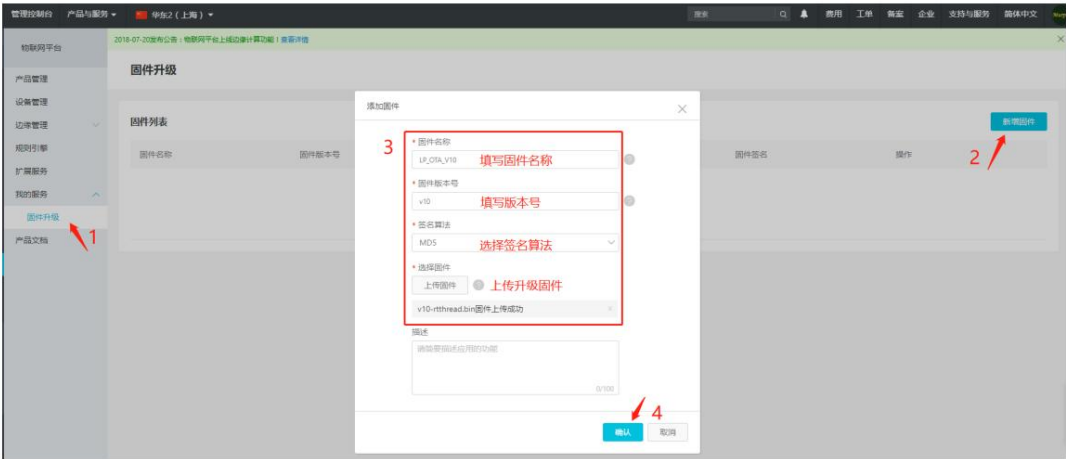 管理控制台 产品与服务 华东2（上海） 搜索 费用 工单 备案 企业 支持与服务 简体中文
物联网平台
2018-07-20发布公告：物联网平台上线边缘计算功能！查看详情
固件升级
产品管理
设备管理
边缘管理
规则引擎
扩展服务
我的服务
固件升级
产品文档
1
固件列表
新增固件
2
固件名称 固件版本号 固件签名 操作
添加固件
3
* 固件名称
LP_OTA_V10 填写固件名称
* 固件版本号
v10 填写版本号
* 签名算法
MD5 选择签名算法
* 选择固件
上传固件 上传升级固件
v10-rtthread.bin固件上传成功
描述
请简要描述应用的功能
0/100
4
确认 取消